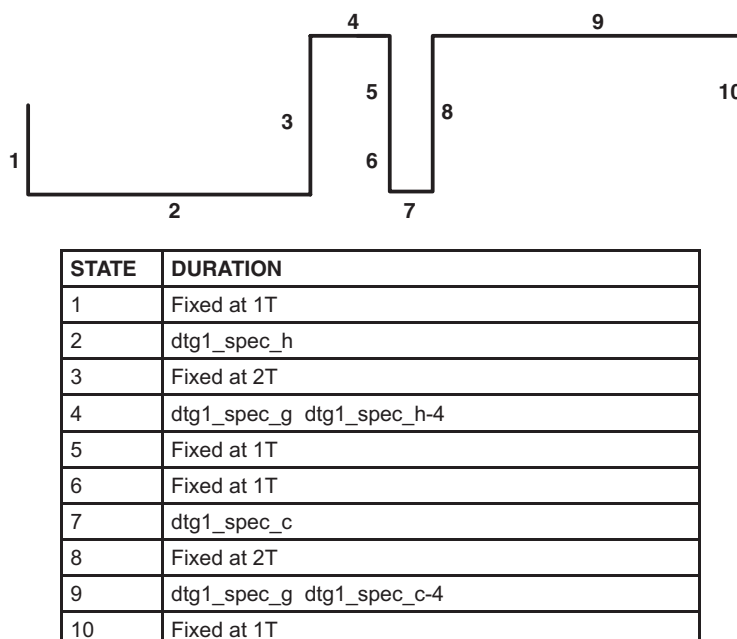 4 9
5 10
3 8
1 6
2 7
STATE DURATION
1 Fixed at 1T
2 dtg1_spec_h
3 Fixed at 2T
4 dtg1_spec_g dtg1_spec_h-4
5 Fixed at 1T
6 Fixed at 1T
7 dtg1_spec_c
8 Fixed at 2T
9 dtg1_spec_g dtg1_spec_c-4
10 Fixed at 1T